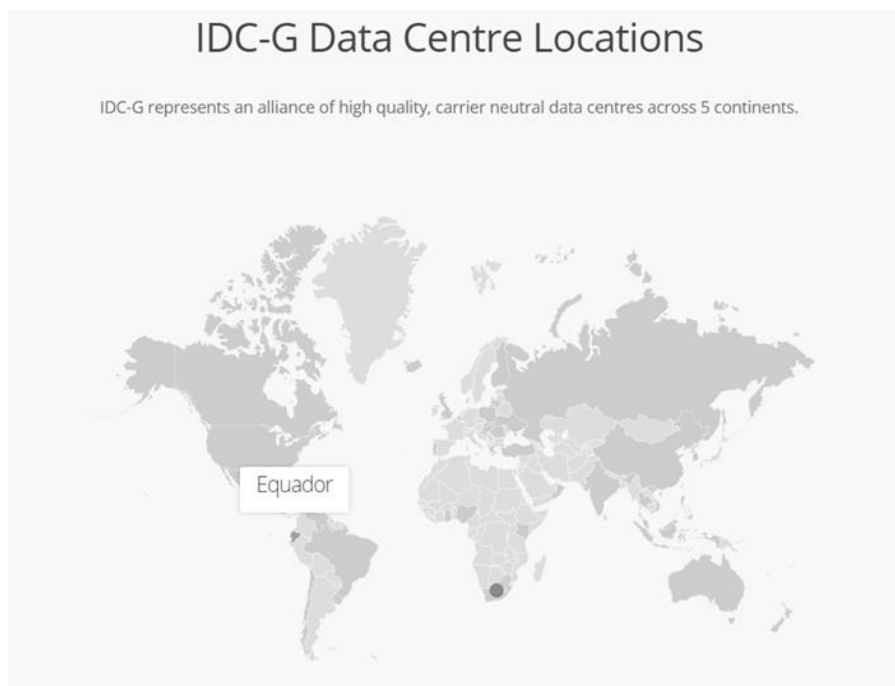 IDC-G Data Centre Locations
IDC-G represents an alliance of high quality, carrier neutral data centres across 5 continents.
Equador